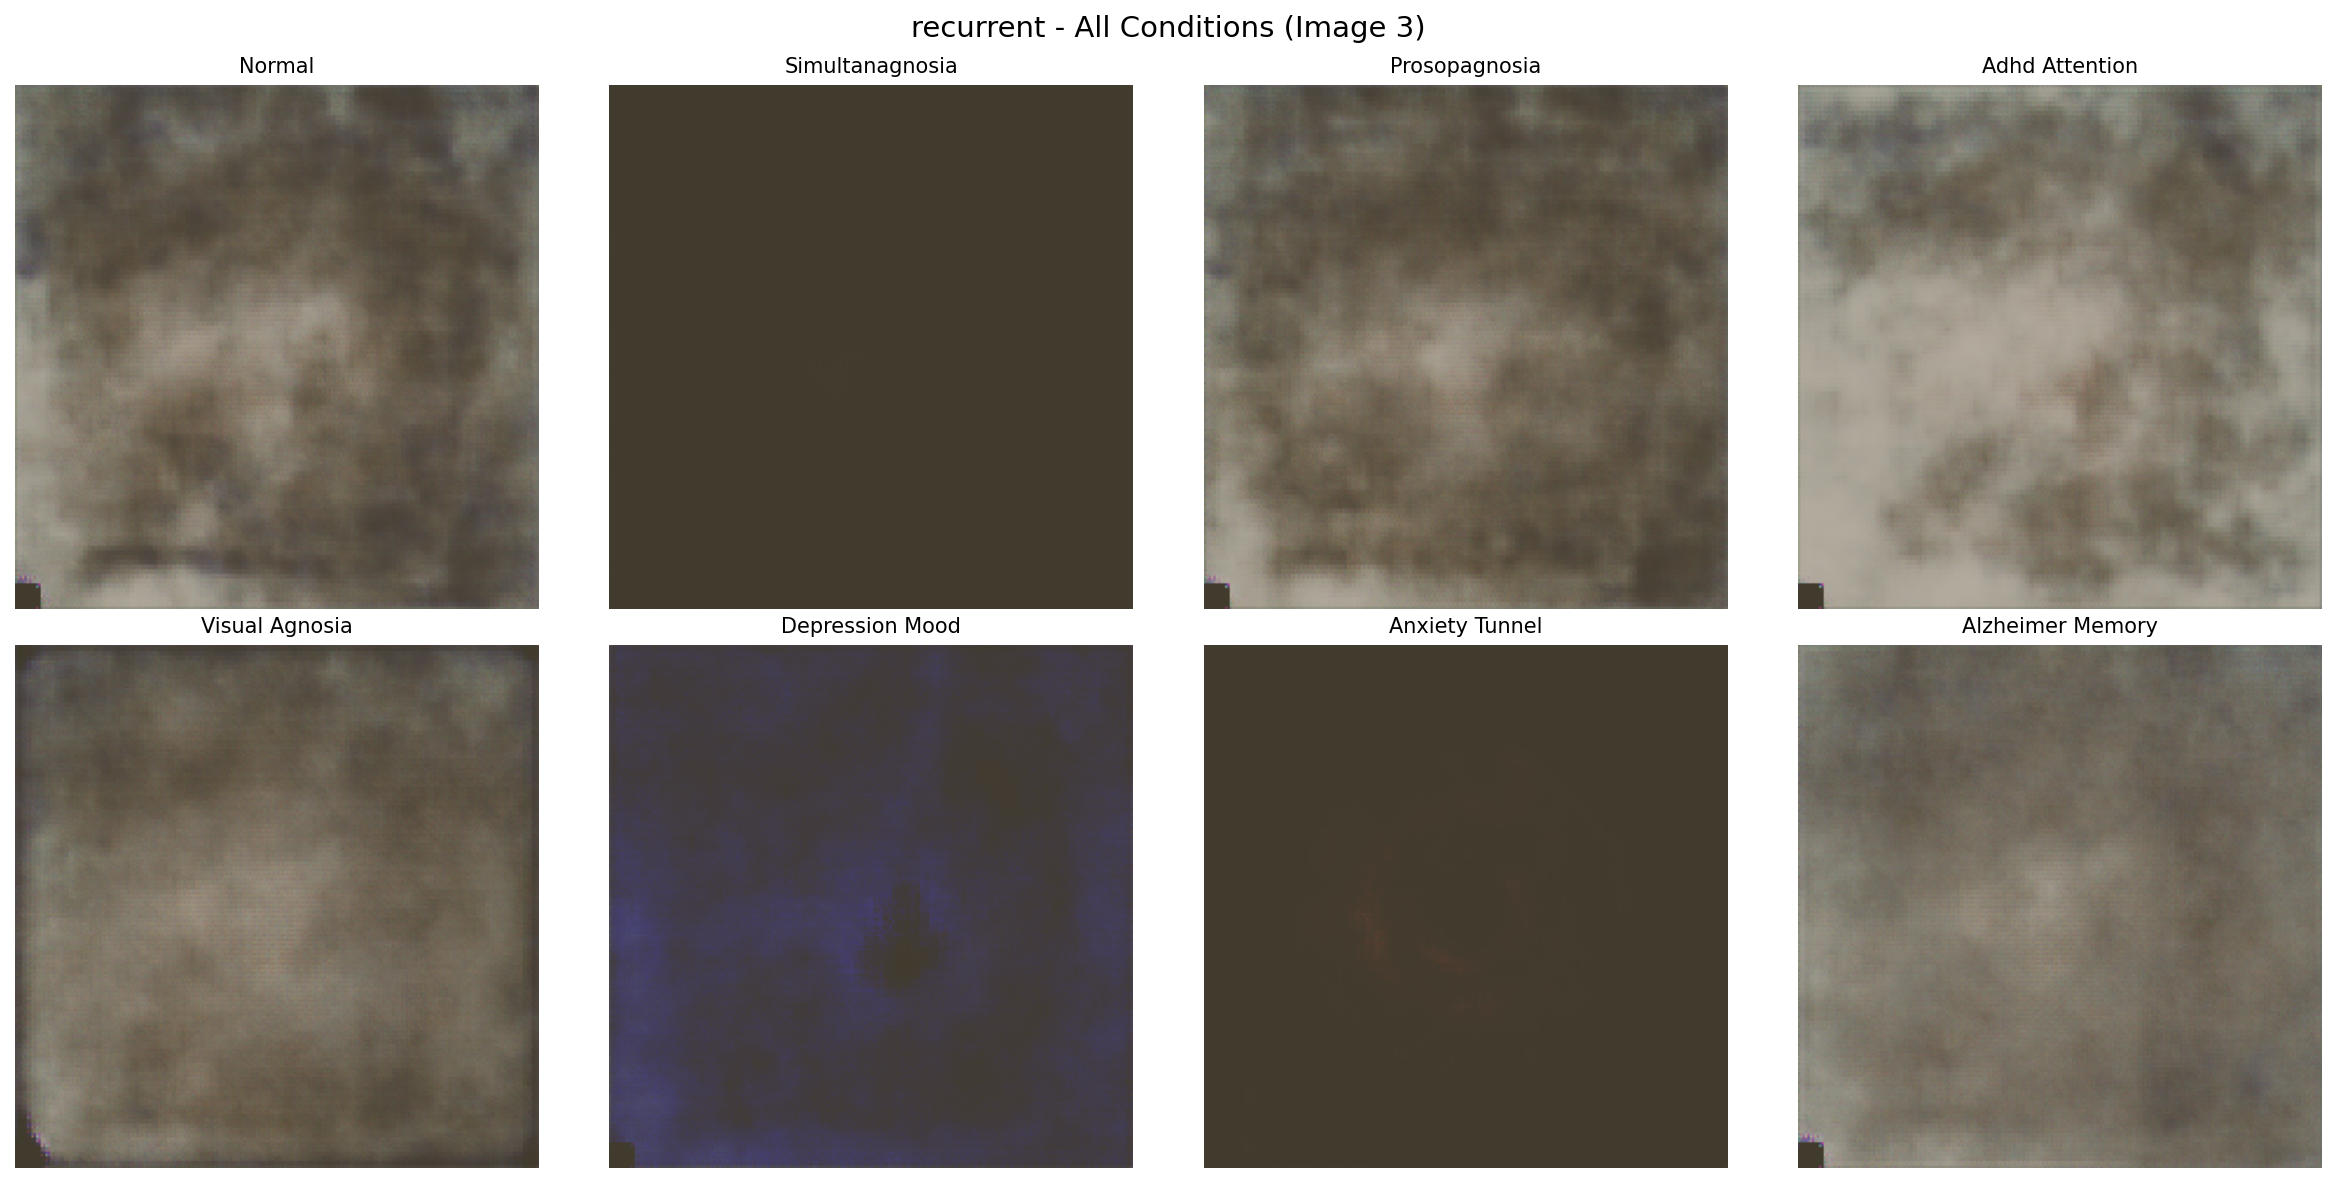 recurrent - All Conditions (Image 3)
Normal
Simultanagnosia
Prosopagnosia
Adhd Attention
Visual Agnosia
Depression Mood
Anxiety Tunnel
Alzheimer Memory